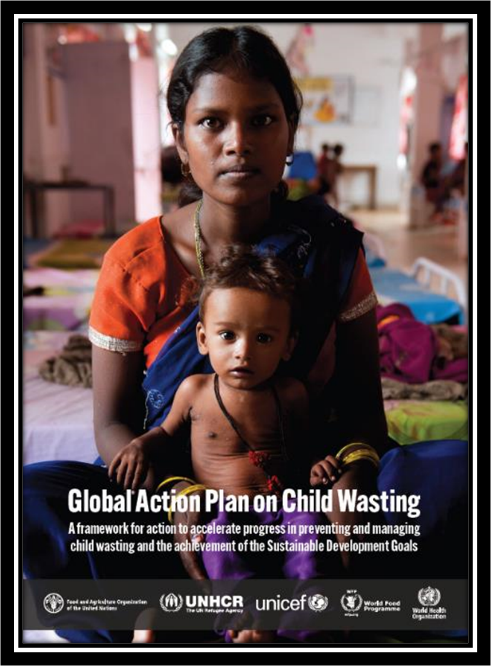 Global Action Plan on Child Wasting
A framework for action to accelerate progress in preventing and managing
child wasting and the achievement of the Sustainable Development Goals
Food and Agriculture Organization
of the United Nations
UNHCR
The UN Refugee Agency
unicef
WFP
World Food
Programme
World Health
Organization